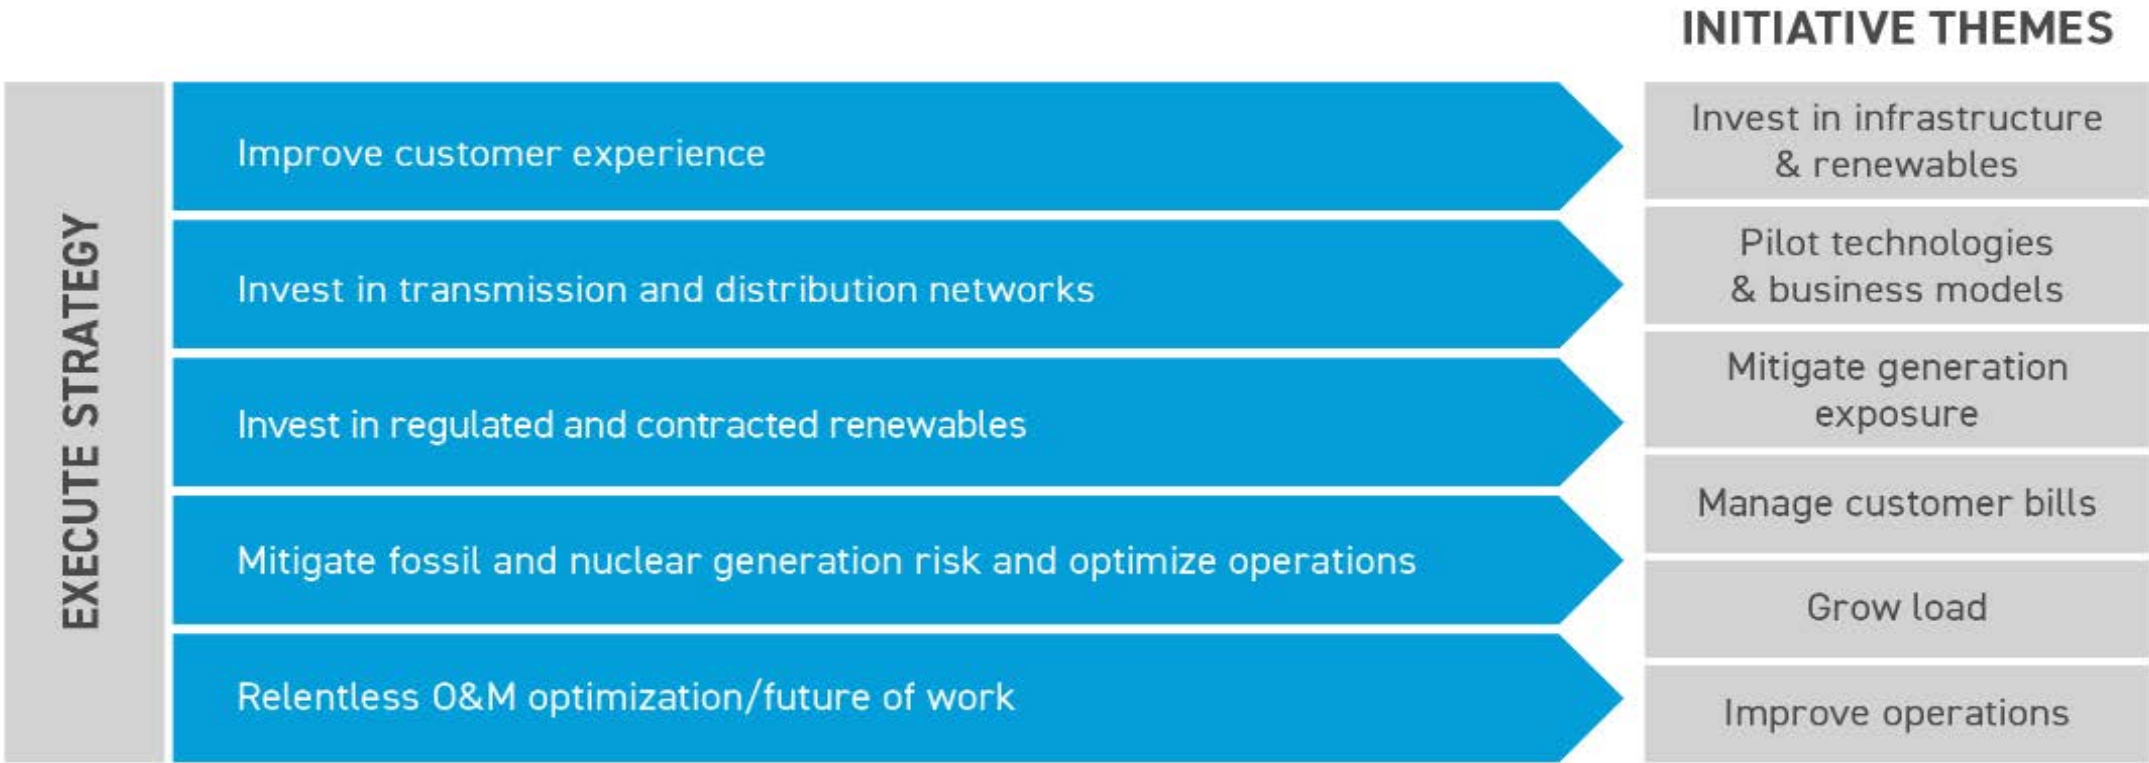 INITIATIVE THEMES
EXECUTE STRATEGY
Improve customer experience
Invest in transmission and distribution networks
Invest in regulated and contracted renewables
Mitigate fossil and nuclear generation risk and optimize operations
Relentless O&M optimization/future of work
Invest in infrastructure
& renewables
Pilot technologies
& business models
Mitigate generation
exposure
Manage customer bills
Grow load
Improve operations